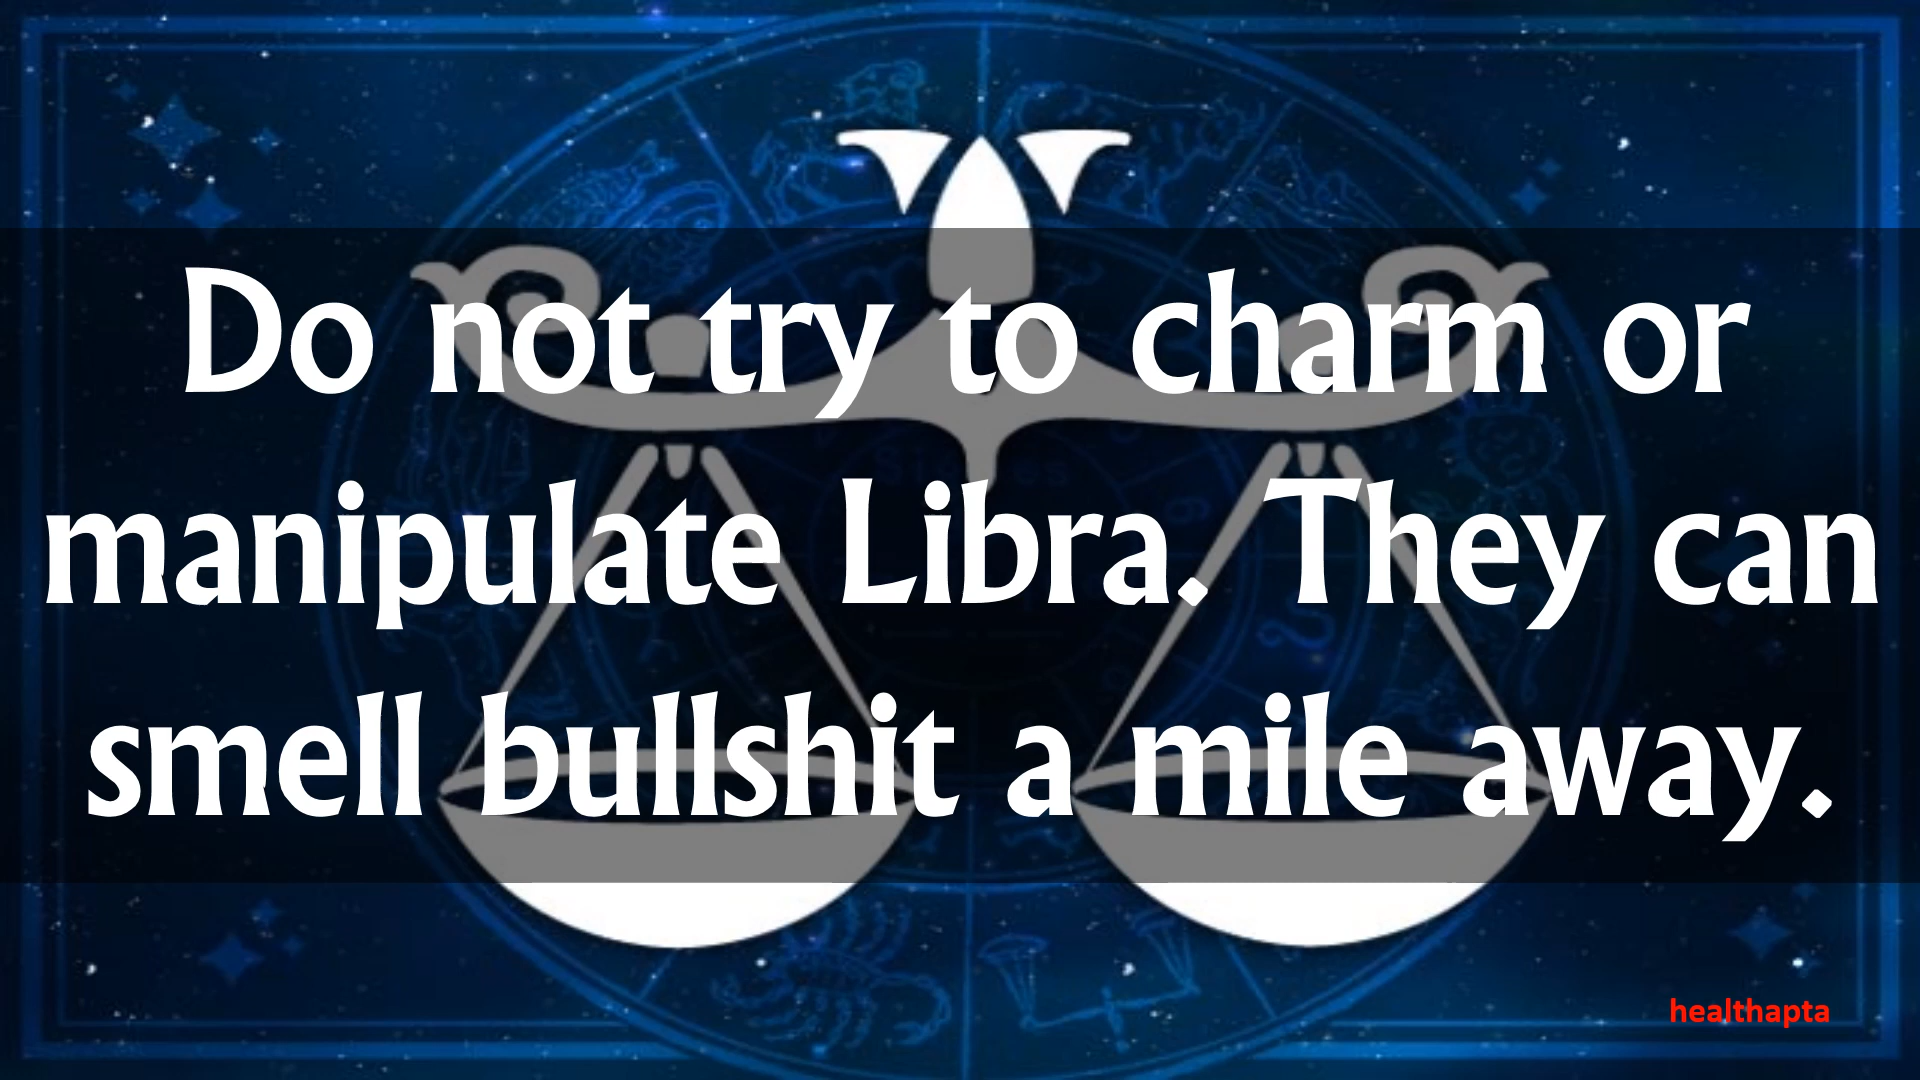 Do not try to charm or
manipulate Libra. They can
smell bullshit a mile away.
healthapta